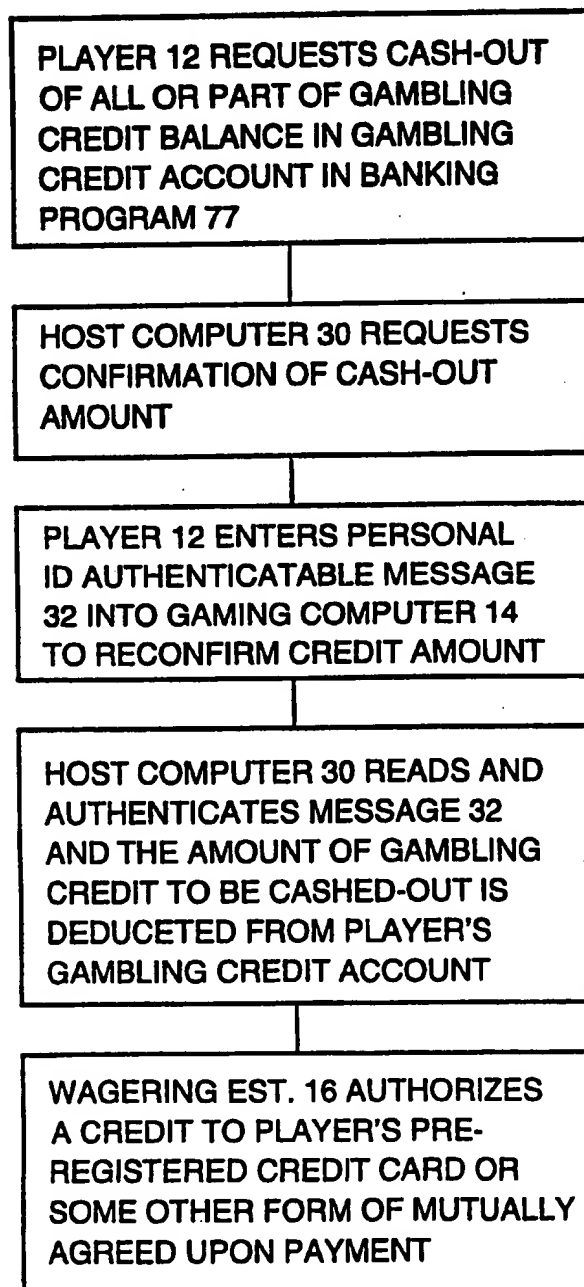 PLAYER 12 REQUESTS CASH-OUT
OF ALL OR PART OF GAMBLING
CREDIT BALANCE IN GAMBLING
CREDIT ACCOUNT IN BANKING
PROGRAM 77
HOST COMPUTER 30 REQUESTS
CONFIRMATION OF CASH-OUT
AMOUNT
PLAYER 12 ENTERS PERSONAL
ID AUTHENTICATABLE MESSAGE
32 INTO GAMING COMPUTER 14
TO RECONFIRM CREDIT AMOUNT
HOST COMPUTER 30 READS AND
AUTHENTICATES MESSAGE 32
AND THE AMOUNT OF GAMBLING
CREDIT TO BE CASHED-OUT IS
DEDUCETED FROM PLAYER'S
GAMBLING CREDIT ACCOUNT
WAGERING EST. 16 AUTHORIZES
A CREDIT TO PLAYER'S PRE-
REGISTERED CREDIT CARD OR
SOME OTHER FORM OF MUTUALLY
AGREED UPON PAYMENT